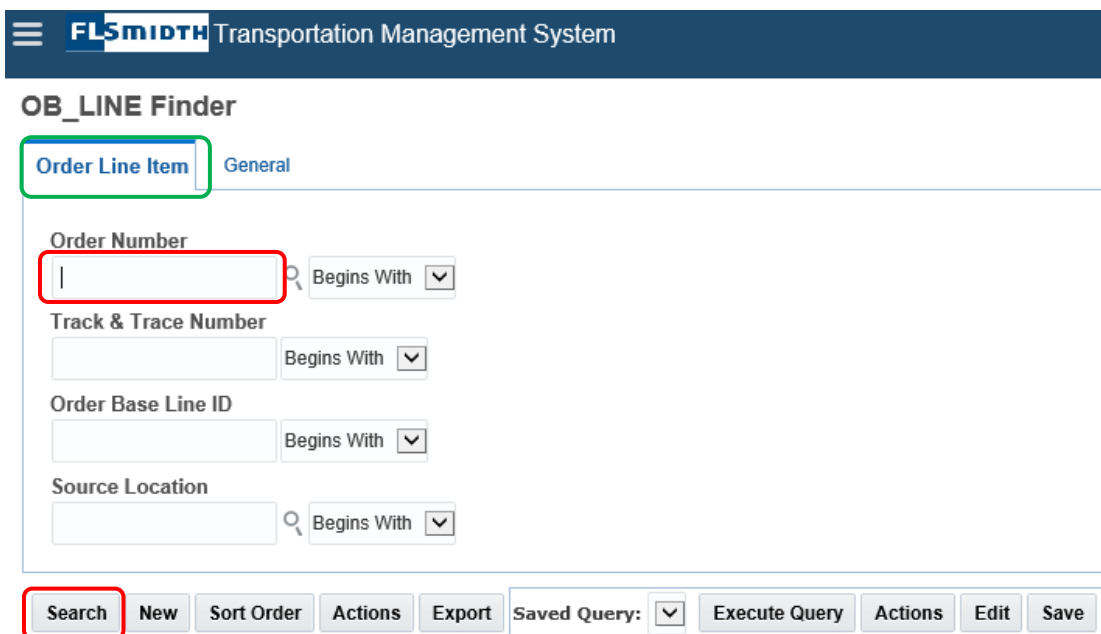 FLSMIDTH Transportation Management System
OB_LINE Finder
Order Line Item General
Order Number
Begins With
Track & Trace Number
Begins With
Order Base Line ID
Begins With
Source Location
Begins With
Search New Sort Order Actions Export Saved Query: Execute Query Actions Edit Save